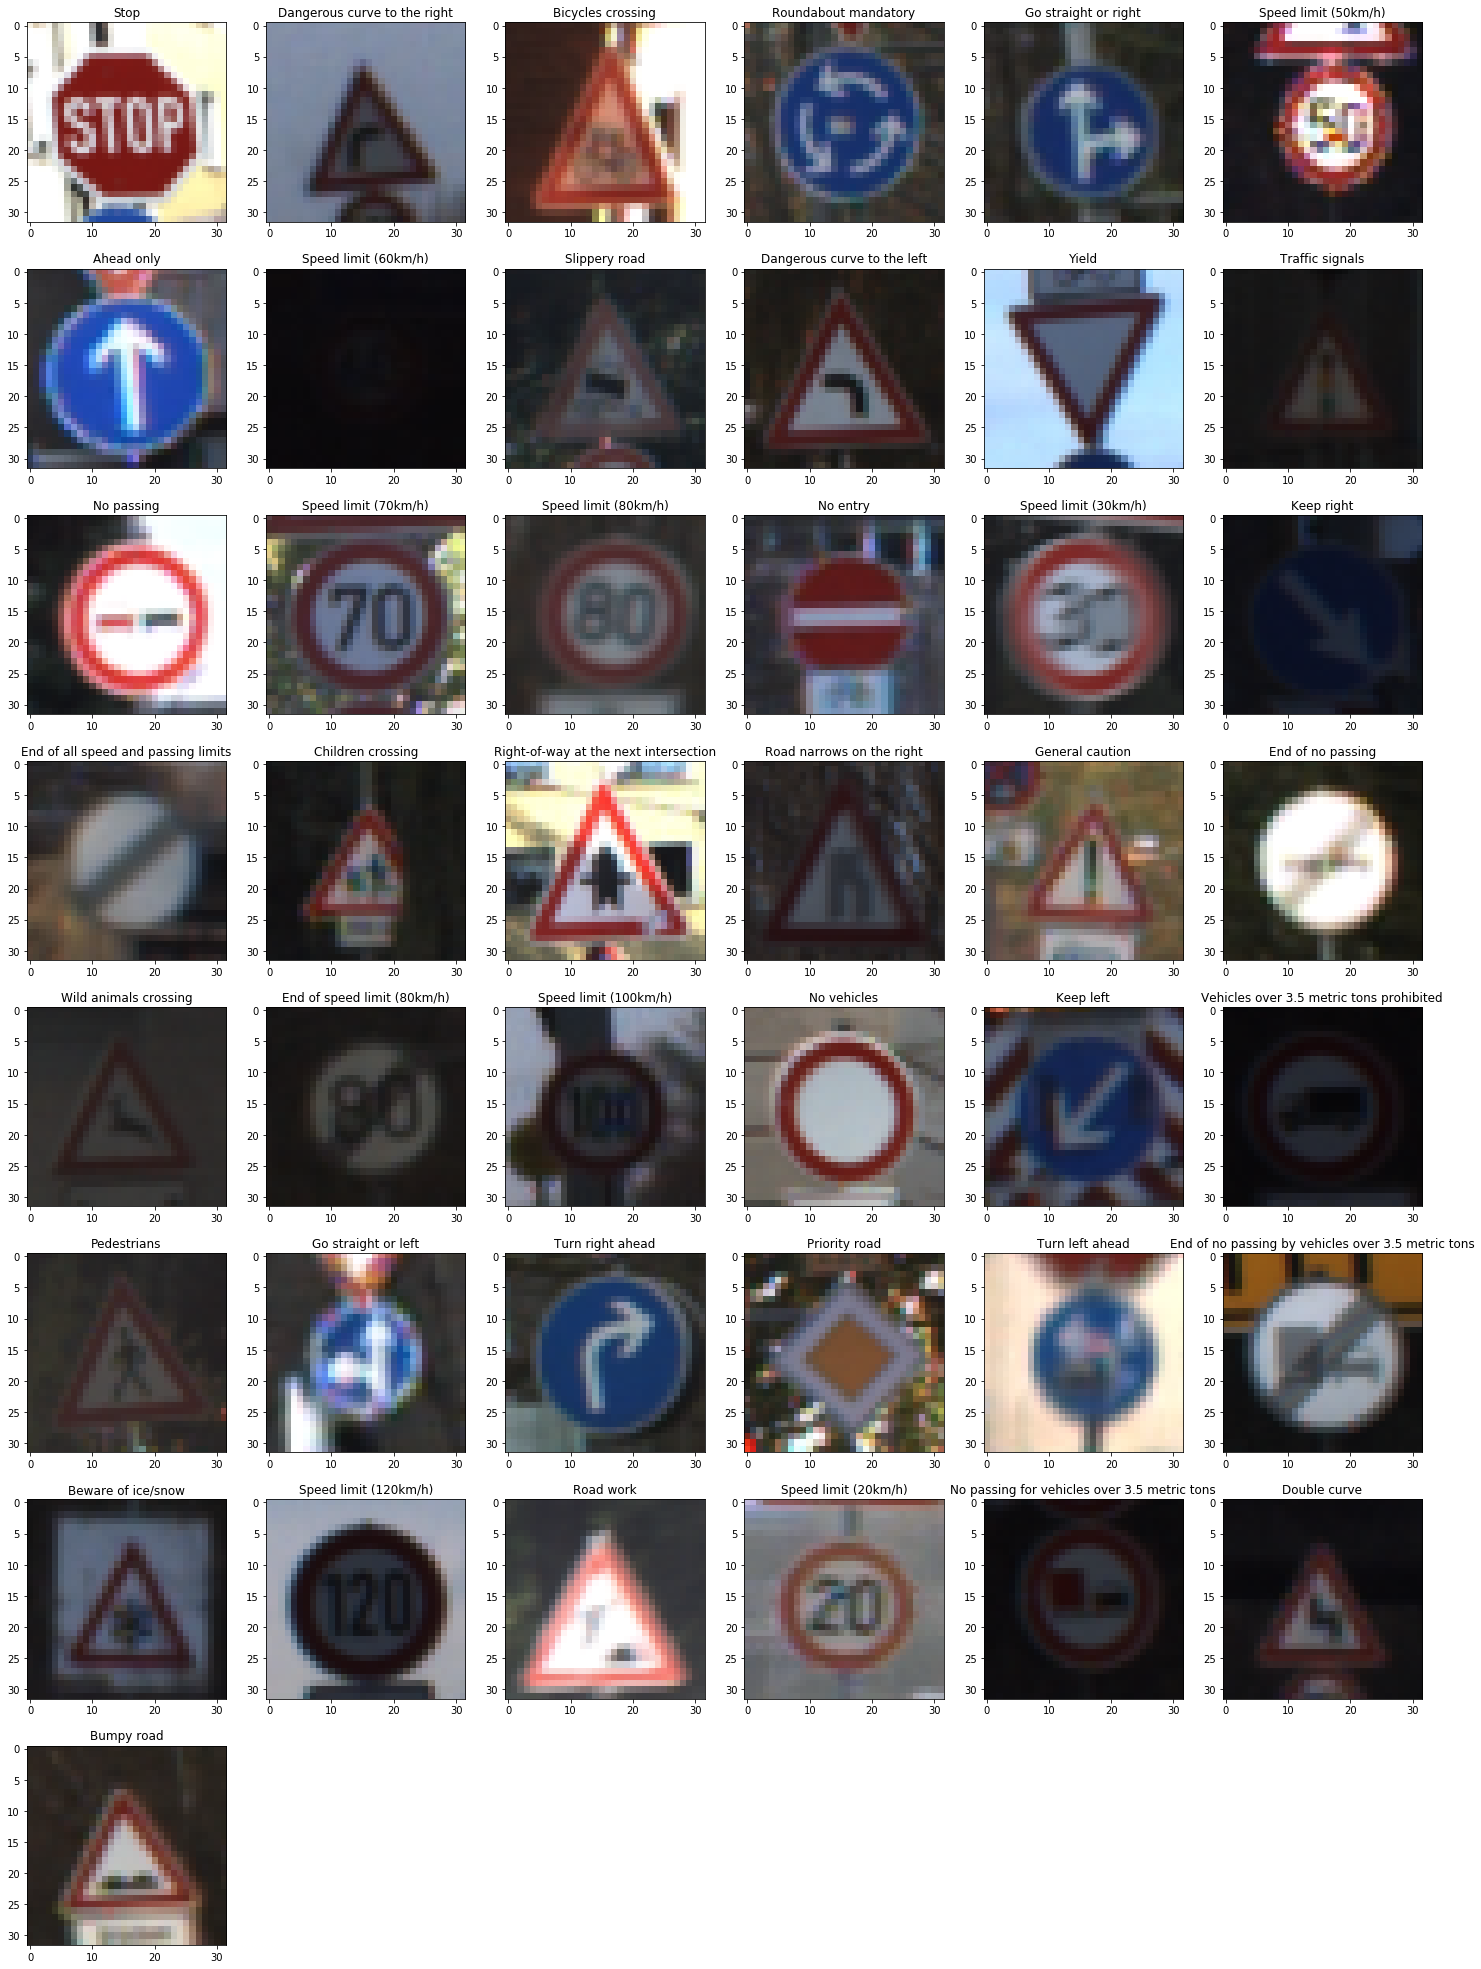 Stop Dangerous curve to the right Bicycles crossing Roundabout mandatory Go straight or right Speed limit (50km/h)
0 0 0 0 0 0
5 5 5 5 5 5
10 10 10 10 10 10
15 STOP 15 15 15 15 15
20 20 20 20 20 20
25 25 25 25 25 25
30 30 30 30 30 30
0 10 20 30 0 10 20 30 0 10 20 30 0 10 20 30 0 10 20 30 0 10 20 30
Ahead only Speed limit (60km/h) Slippery road Dangerous curve to the left Yield Traffic signals
0 0 0 0 0 0
5 5 5 5 5 5
10 10 10 10 10 10
15 15 15 15 15 15
20 20 20 20 20 20
25 25 25 25 25 25
30 30 30 30 30 30
0 10 20 30 0 10 20 30 0 10 20 30 0 10 20 30 0 10 20 30 0 10 20 30
No passing Speed limit (70km/h) Speed limit (80km/h) No entry Speed limit (30km/h) Keep right
0 0 0 0 0 0
5 5 5 5 5 5
10 10 10 10 10 10
15 15 70 15 80 15 15 30 15
20 20 20 20 20 20
25 25 25 25 25 25
30 30 30 30 30 30
0 10 20 30 0 10 20 30 0 10 20 30 0 10 20 30 0 10 20 30 0 10 20 30
End of all speed and passing limits Children crossing Right-of-way at the next intersection Road narrows on the right General caution End of no passing
0 0 0 0 0 0
5 5 5 5 5 5
10 10 10 10 10 10
15 15 15 15 15 15
20 20 20 20 20 20
25 25 25 25 25 25
30 30 30 30 30 30
0 10 20 30 0 10 20 30 0 10 20 30 0 10 20 30 0 10 20 30 0 10 20 30
Wild animals crossing End of speed limit (80km/h) Speed limit (100km/h) No vehicles Keep left Vehicles over 3.5 metric tons prohibited
0 0 0 0 0 0
5 5 5 5 5 5
10 10 10 10 10 10
15 15 80 15 100 15 15 15
20 20 20 20 20 20
25 25 25 25 25 25
30 30 30 30 30 30
0 10 20 30 0 10 20 30 0 10 20 30 0 10 20 30 0 10 20 30 0 10 20 30
Pedestrians Go straight or left Turn right ahead Priority road Turn left ahead End of no passing by vehicles over 3.5 metric tons
0 0 0 0 0 0
5 5 5 5 5 5
10 10 10 10 10 10
15 15 15 15 15 15
20 20 20 20 20 20
25 25 25 25 25 25
30 30 30 30 30 30
0 10 20 30 0 10 20 30 0 10 20 30 0 10 20 30 0 10 20 30 0 10 20 30
Beware of ice/snow Speed limit (120km/h) Road work Speed limit (20km/h) No passing for vehicles over 3.5 metric tons Double curve
0 0 0 0 0 0
5 5 5 5 5 5
10 10 10 10 10 10
15 15 120 15 15 20 15 15
20 20 20 20 20 20
25 25 25 25 25 25
30 30 30 30 30 30
0 10 20 30 0 10 20 30 0 10 20 30 0 10 20 30 0 10 20 30 0 10 20 30
Bumpy road
0
5
10
15
20
25
30
0 10 20 30